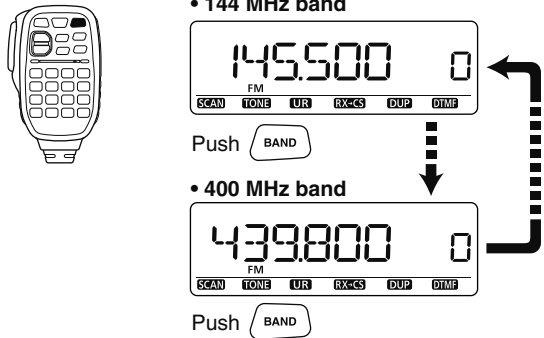 • 144 MHz band
145.500 0
FM
SCAN TONE UR RX→CS DUP DTMF
Push BAND
• 400 MHz band
439.800 0
FM
SCAN TONE UR RX→CS DUP DTMF
Push BAND